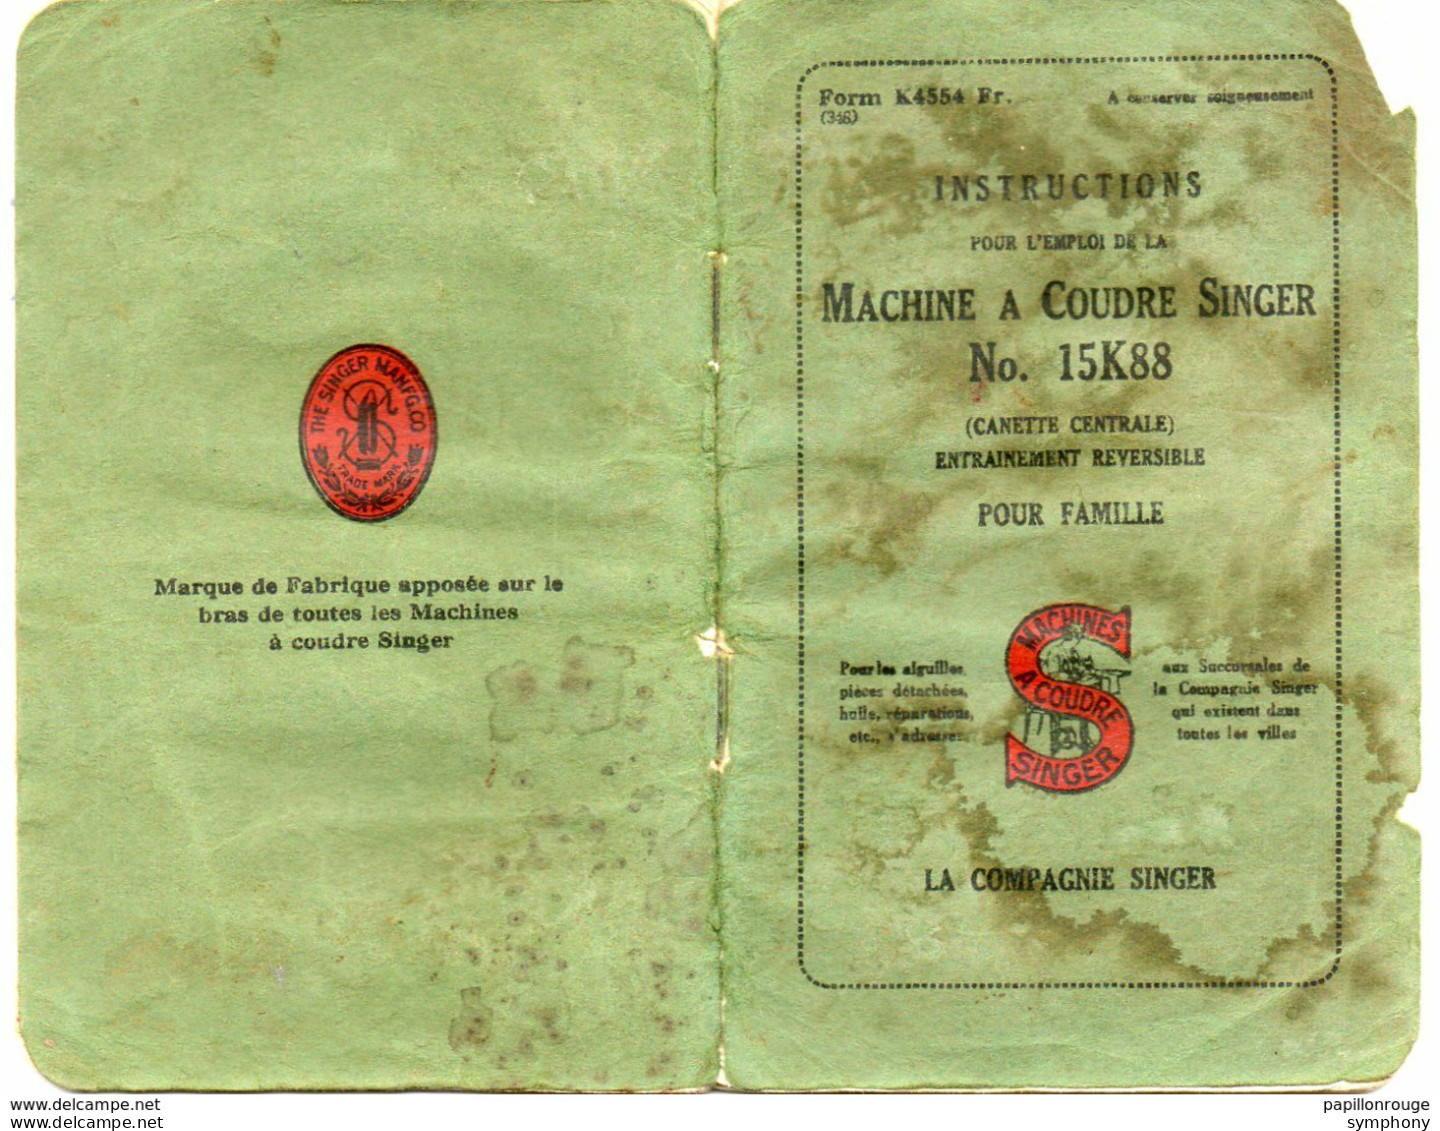 THE SINGER MANFG. CO
TRADE MARK
Marque de Fabrique apposée sur le
bras de toutes les Machines
à coudre Singer
Form K4554 Fr.
(346)
A conserver soigneusement
INSTRUCTIONS
POUR L'EMPLOI DE LA
MACHINE A COUDRE SINGER
No. 15K88
(CANETTE CENTRALE)
ENTRAINEMENT REVERSIBLE
POUR FAMILLE
Pour les aiguilles,
pièces détachées,
huile, réparations,
etc., s'adresser
MACHINES
A COUDRE
SINGER
aux Succursales de
la Compagnie Singer
qui existent dans
toutes les villes
LA COMPAGNIE SINGER
www.delcampe.net
www.delcampe.net
papillonrouge
symphony